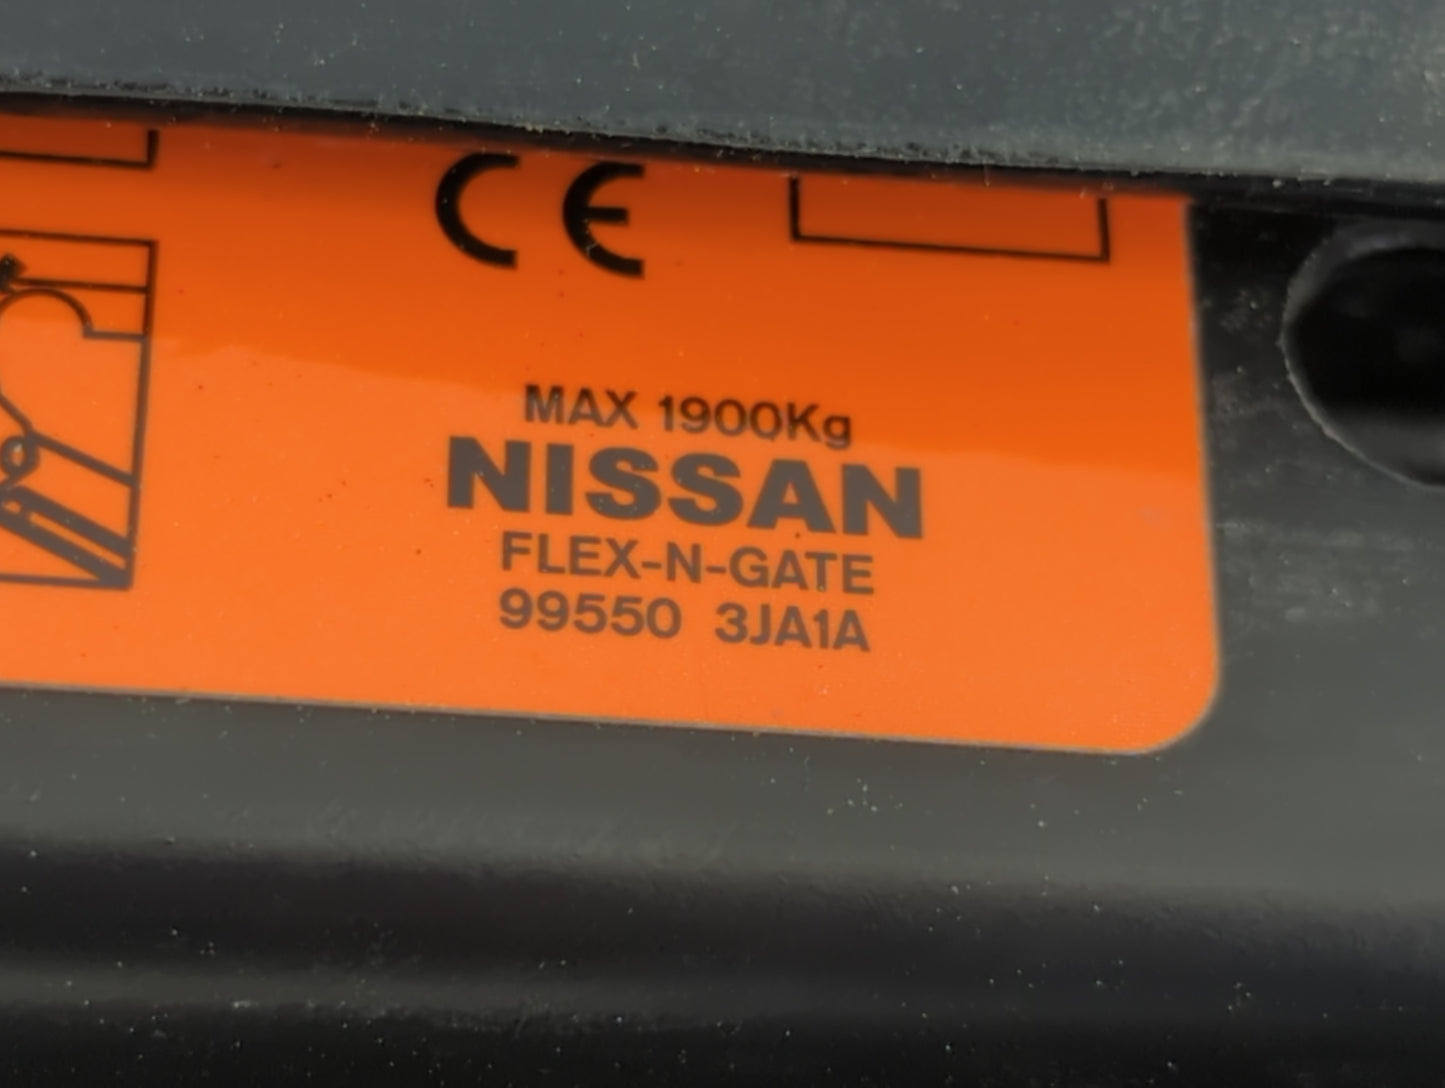 CE
MAX 1900Kg
NISSAN
FLEX-N-GATE
99550 3JA1A